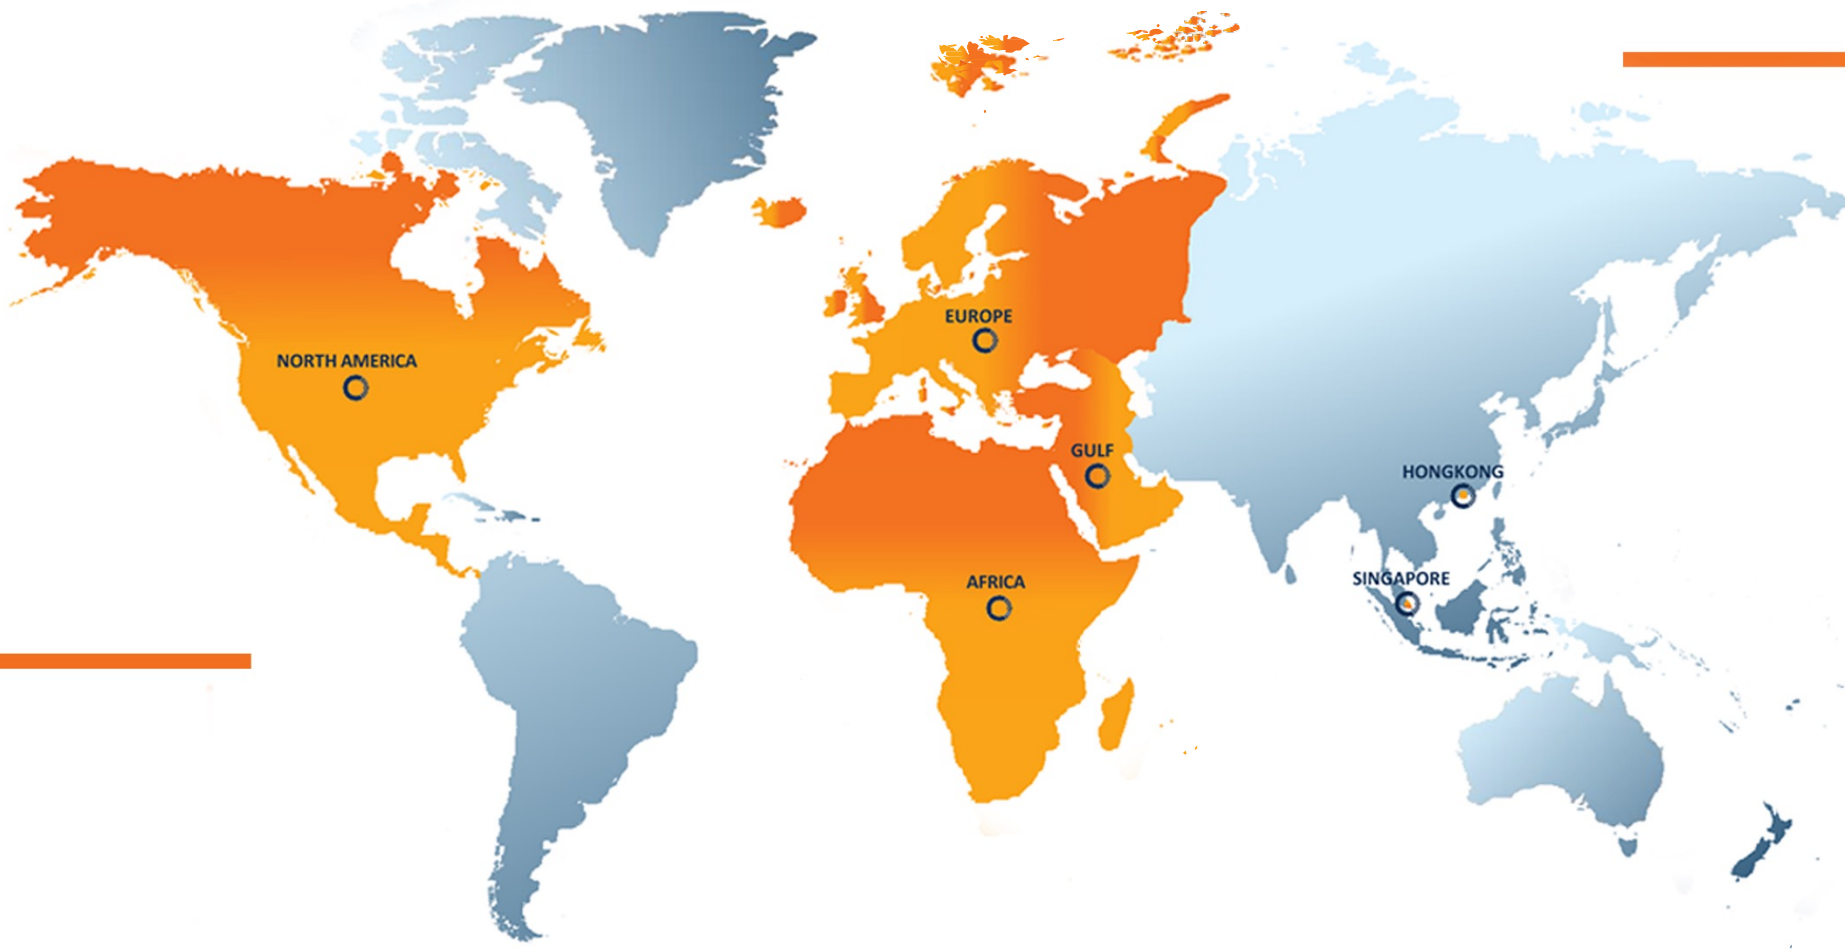 EUROPE
NORTH AMERICA
GULF
HONGKONG
SINGAPORE
AFRICA